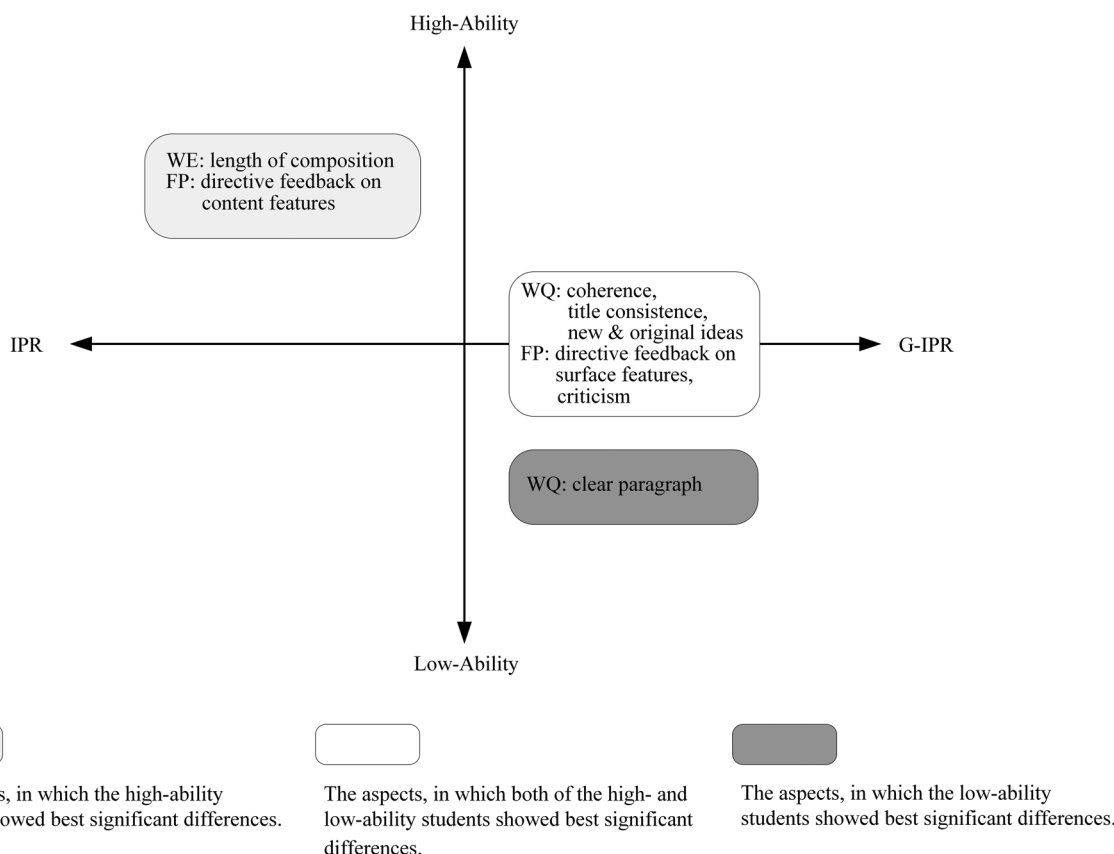 High-Ability
WE: length of composition
FP: directive feedback on
content features
WQ: coherence,
title consistence,
new & original ideas
FP: directive feedback on
surface features,
criticism
IPR
G-IPR
WQ: clear paragraph
Low-Ability
in which the high-ability
best significant differences.
The aspects, in which both of the high- and
low-ability students showed best significant
differences.
The aspects, in which the low-ability
students showed best significant differences.